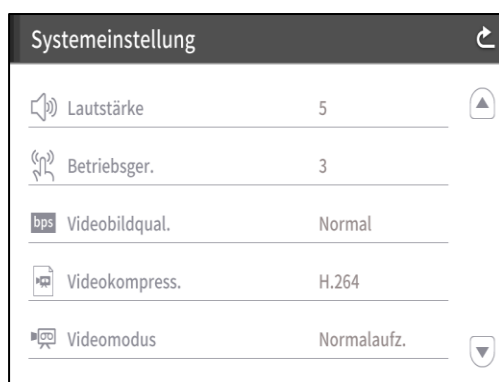 Systemeinstellung
Lautstärke 5
Betriebsger. 3
bps Videobildqual. Normal
Videokompress. H.264
Videomodus Normalaufz.